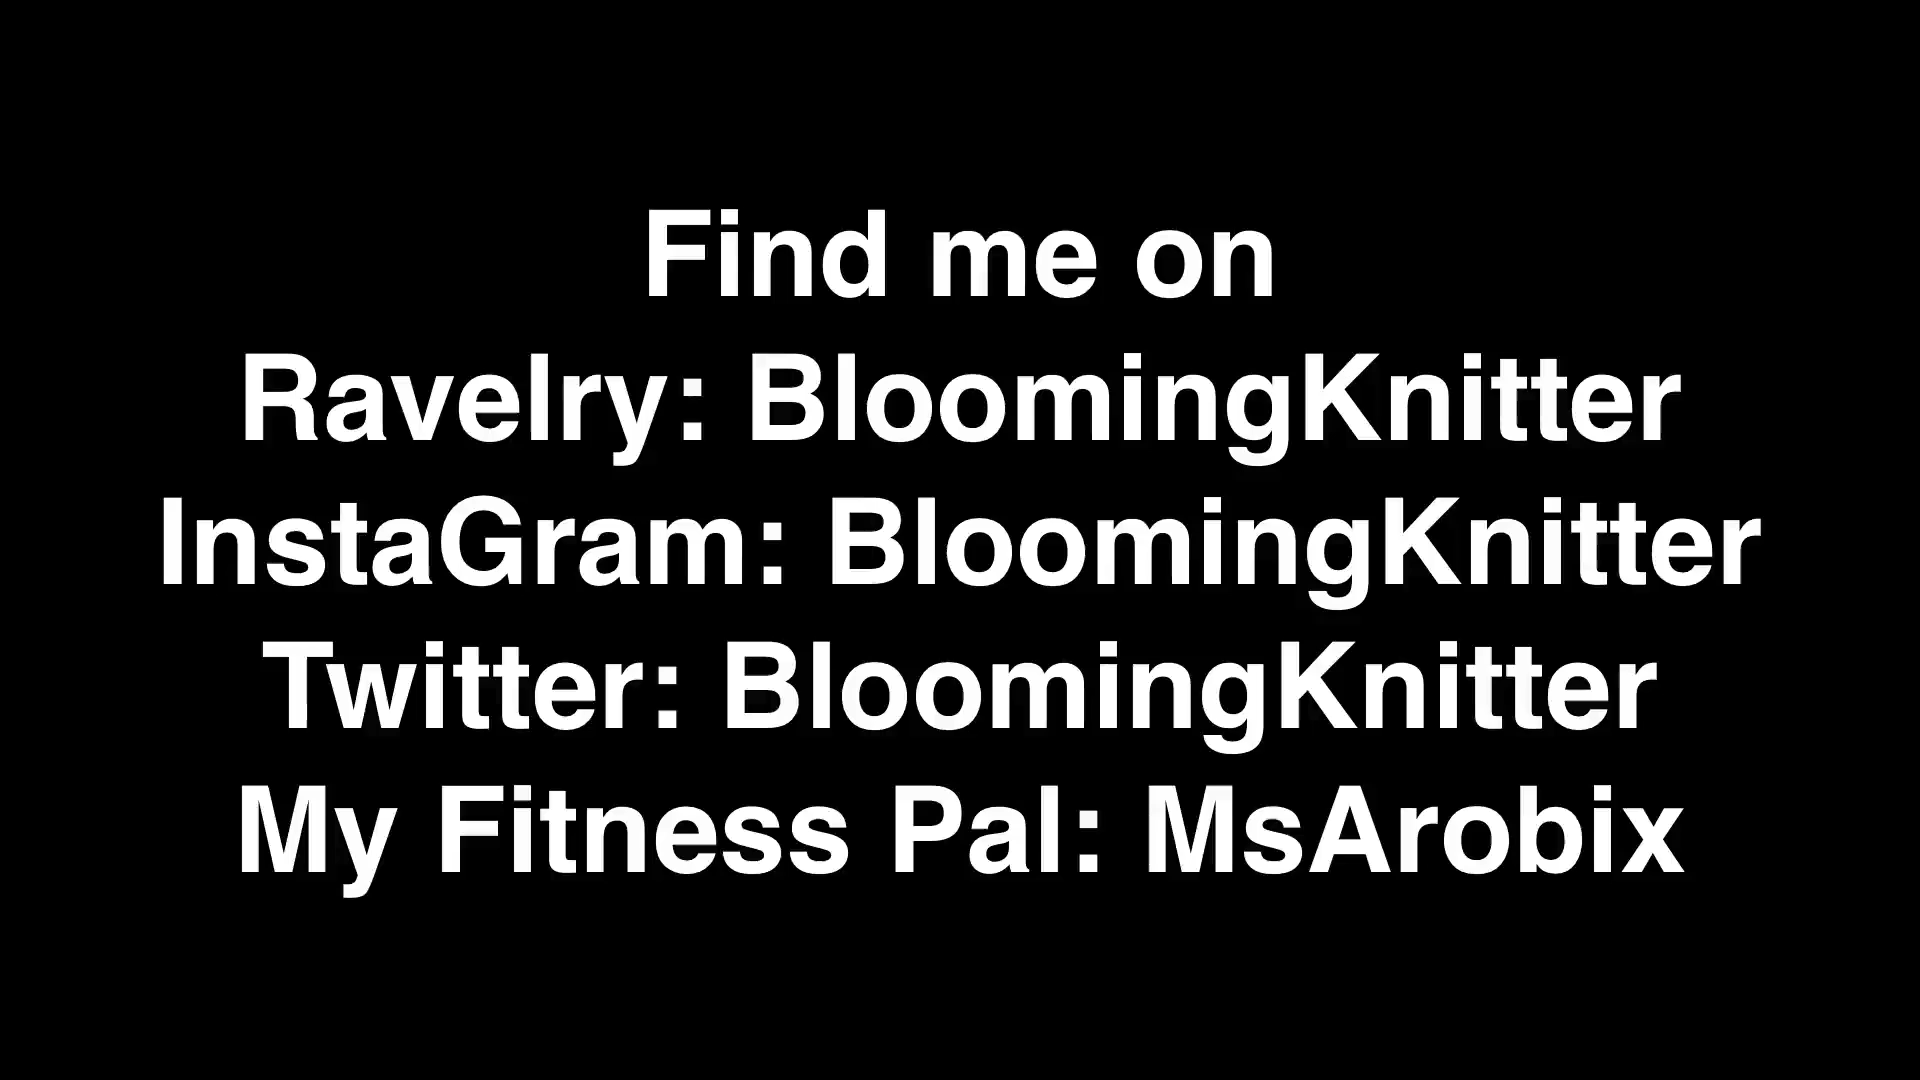 Find me on
Ravelry: BloomingKnitter
InstaGram: BloomingKnitter
Twitter: BloomingKnitter
My Fitness Pal: MsArobix